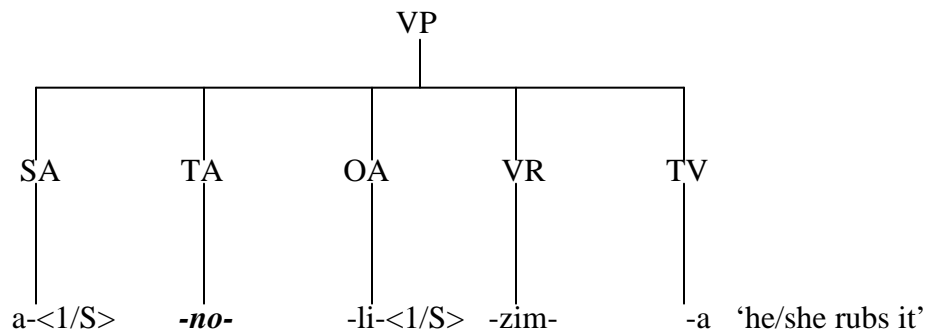 VP
SA TA OA VR TV
a-<1/S> -no- -li-<1/S> -zim- -a ‘he/she rubs it’